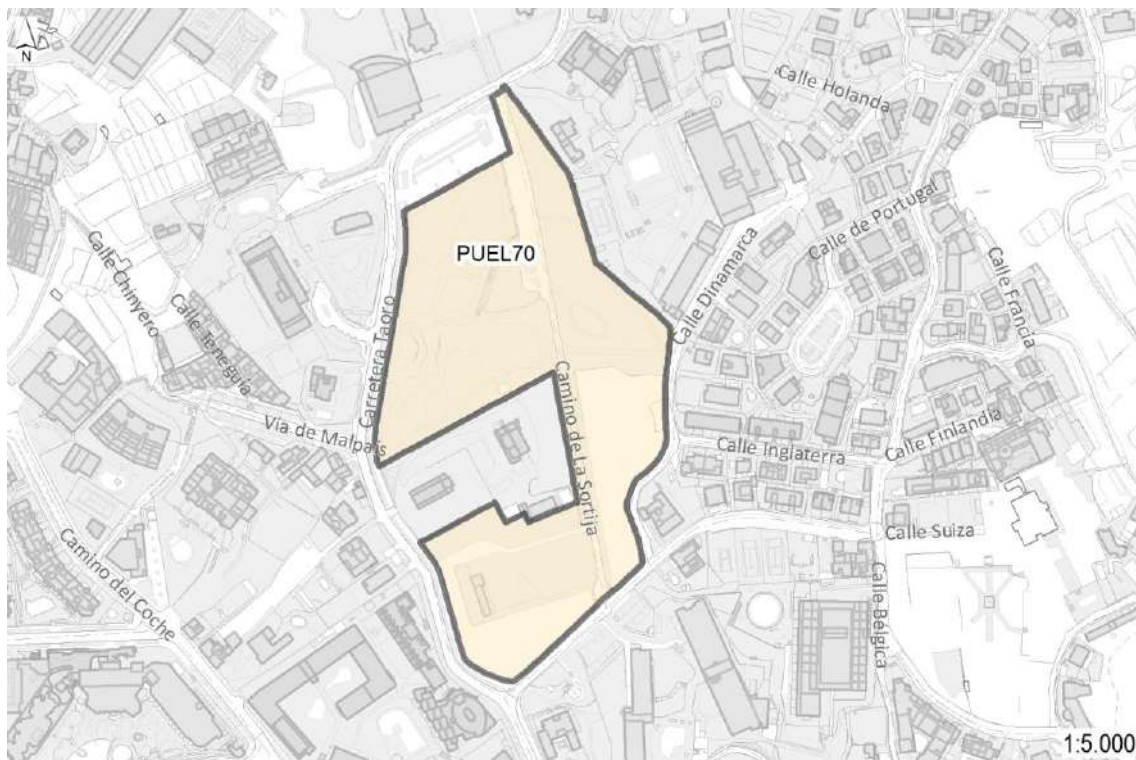 N
Calle Holanda
Calle de Portugal
PUEL70
Calle Chinyero
Calle Teneguía
Carretera Taoro
Calle Dinamarca
Calle Francia
Vía de Malpaís
Camino de La Sortija
Calle Inglaterra
Calle Finlandia
Camino del Coche
Calle Suiza
Calle Bélgica
1:5.000